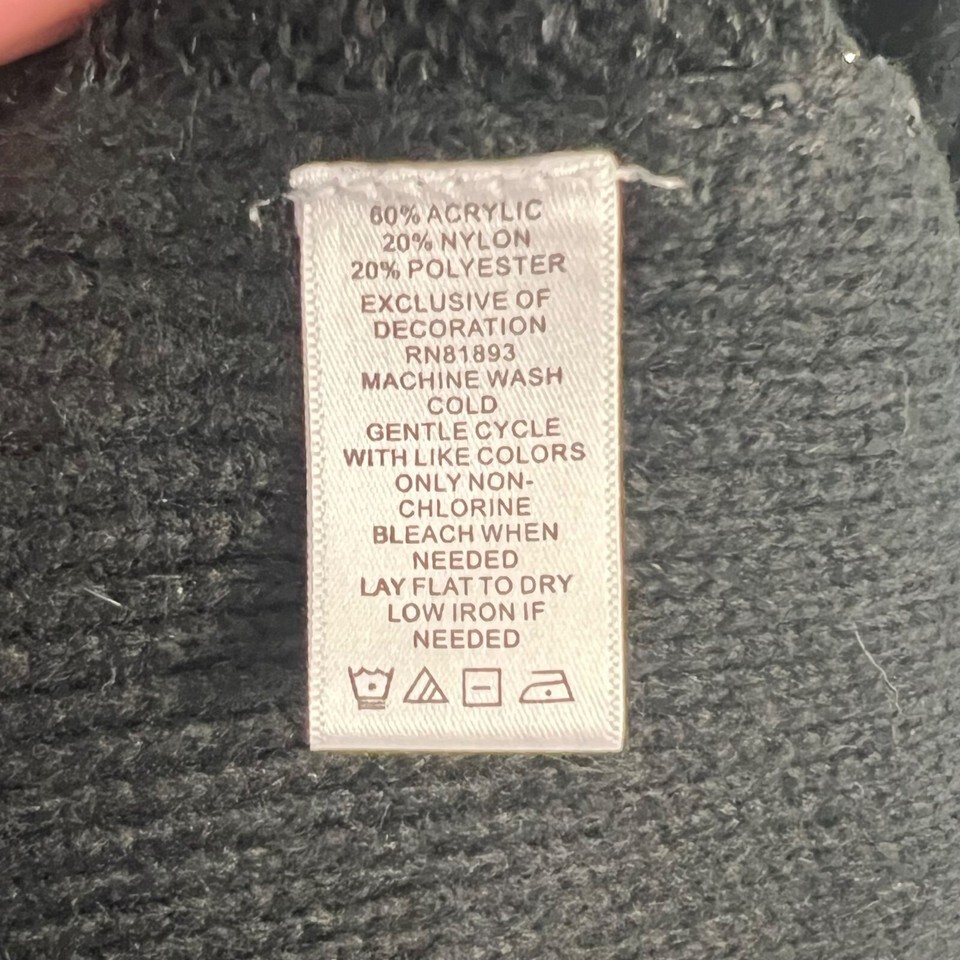 60% ACRYLIC
20% NYLON
20% POLYESTER
EXCLUSIVE OF
DECORATION
RN81893
MACHINE WASH
COLD
GENTLE CYCLE
WITH LIKE COLORS
ONLY NON-
CHLORINE
BLEACH WHEN
NEEDED
LAY FLAT TO DRY
LOW IRON IF
NEEDED